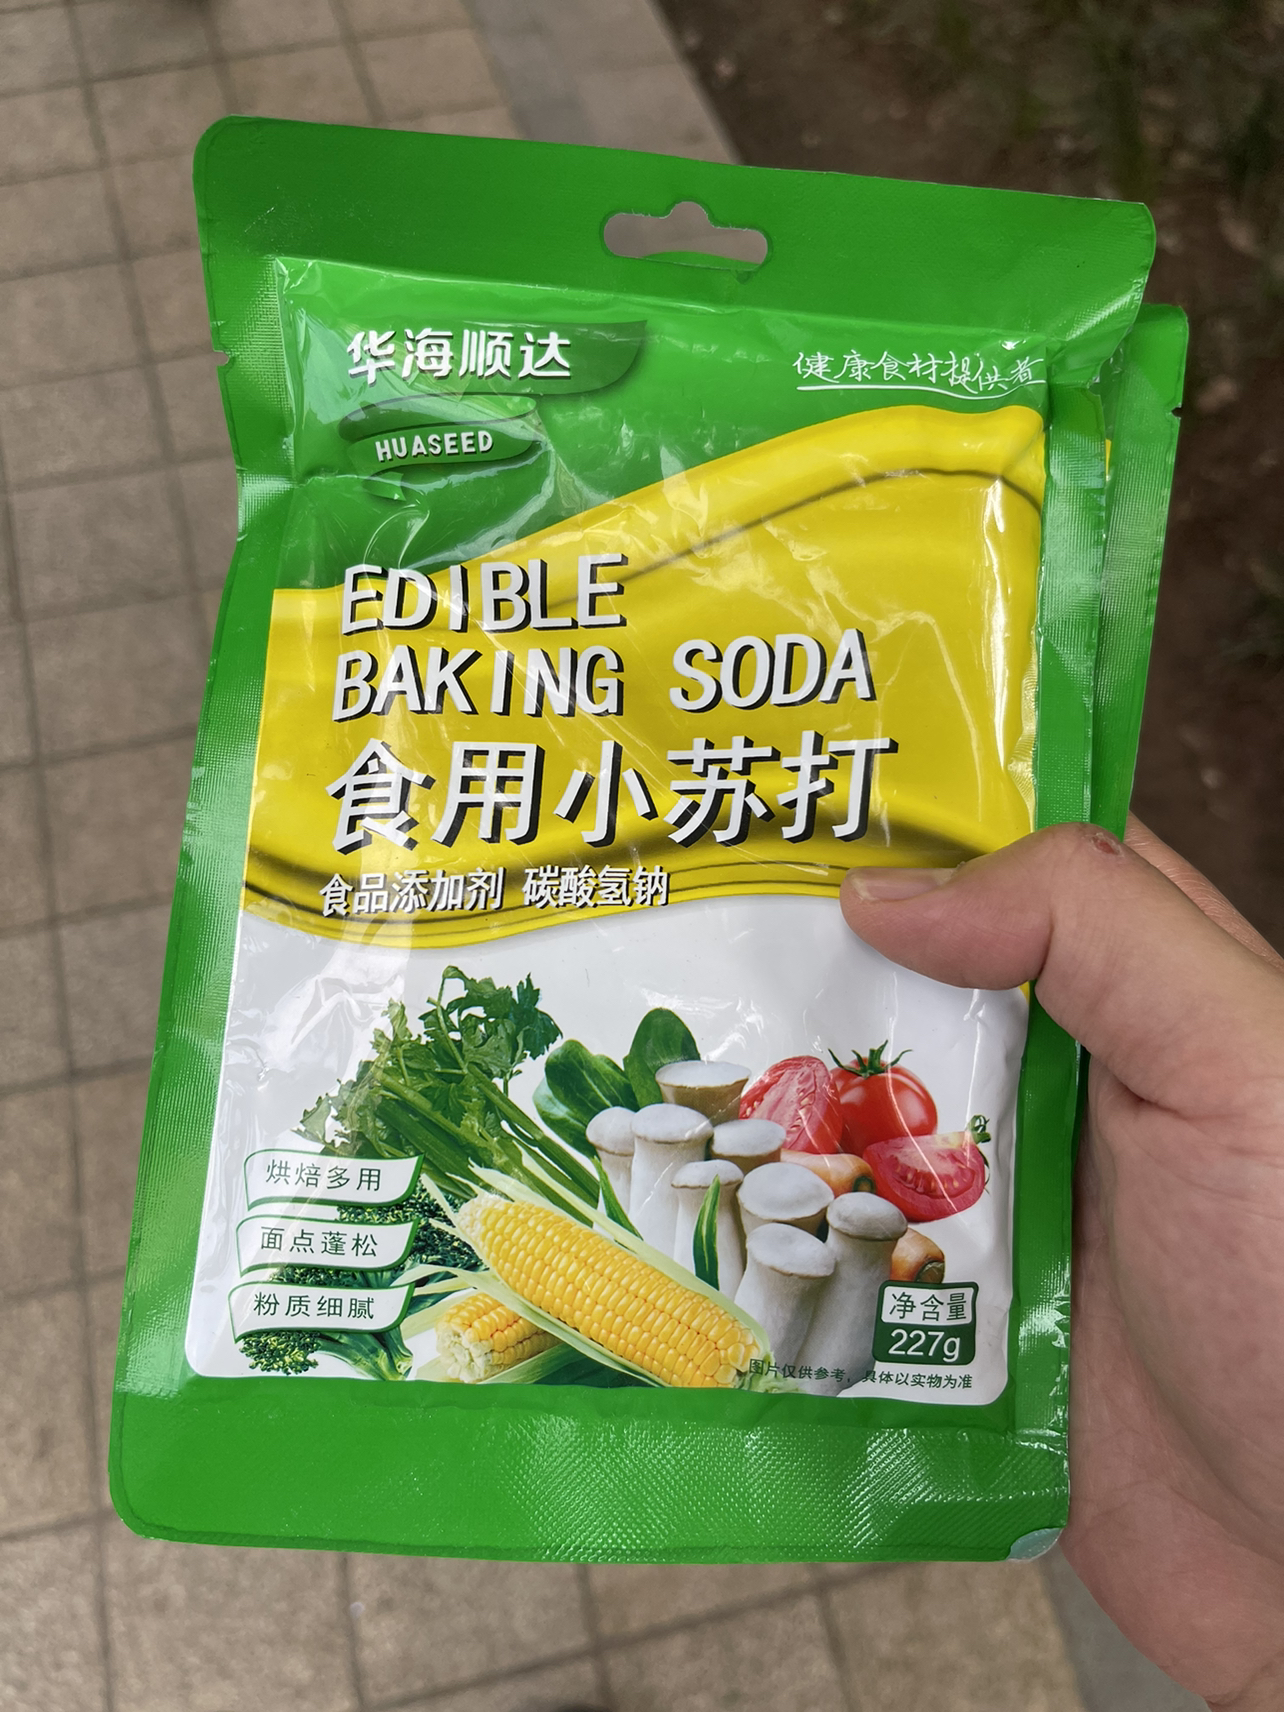 华海顺达
HUASEED
健康食材提供者
EDIBLE
BAKING SODA
食用小苏打
食品添加剂 碳酸氢钠
烘焙多用
面点蓬松
粉质细腻
净含量
227g
图片仅供参考，具体以实物为准